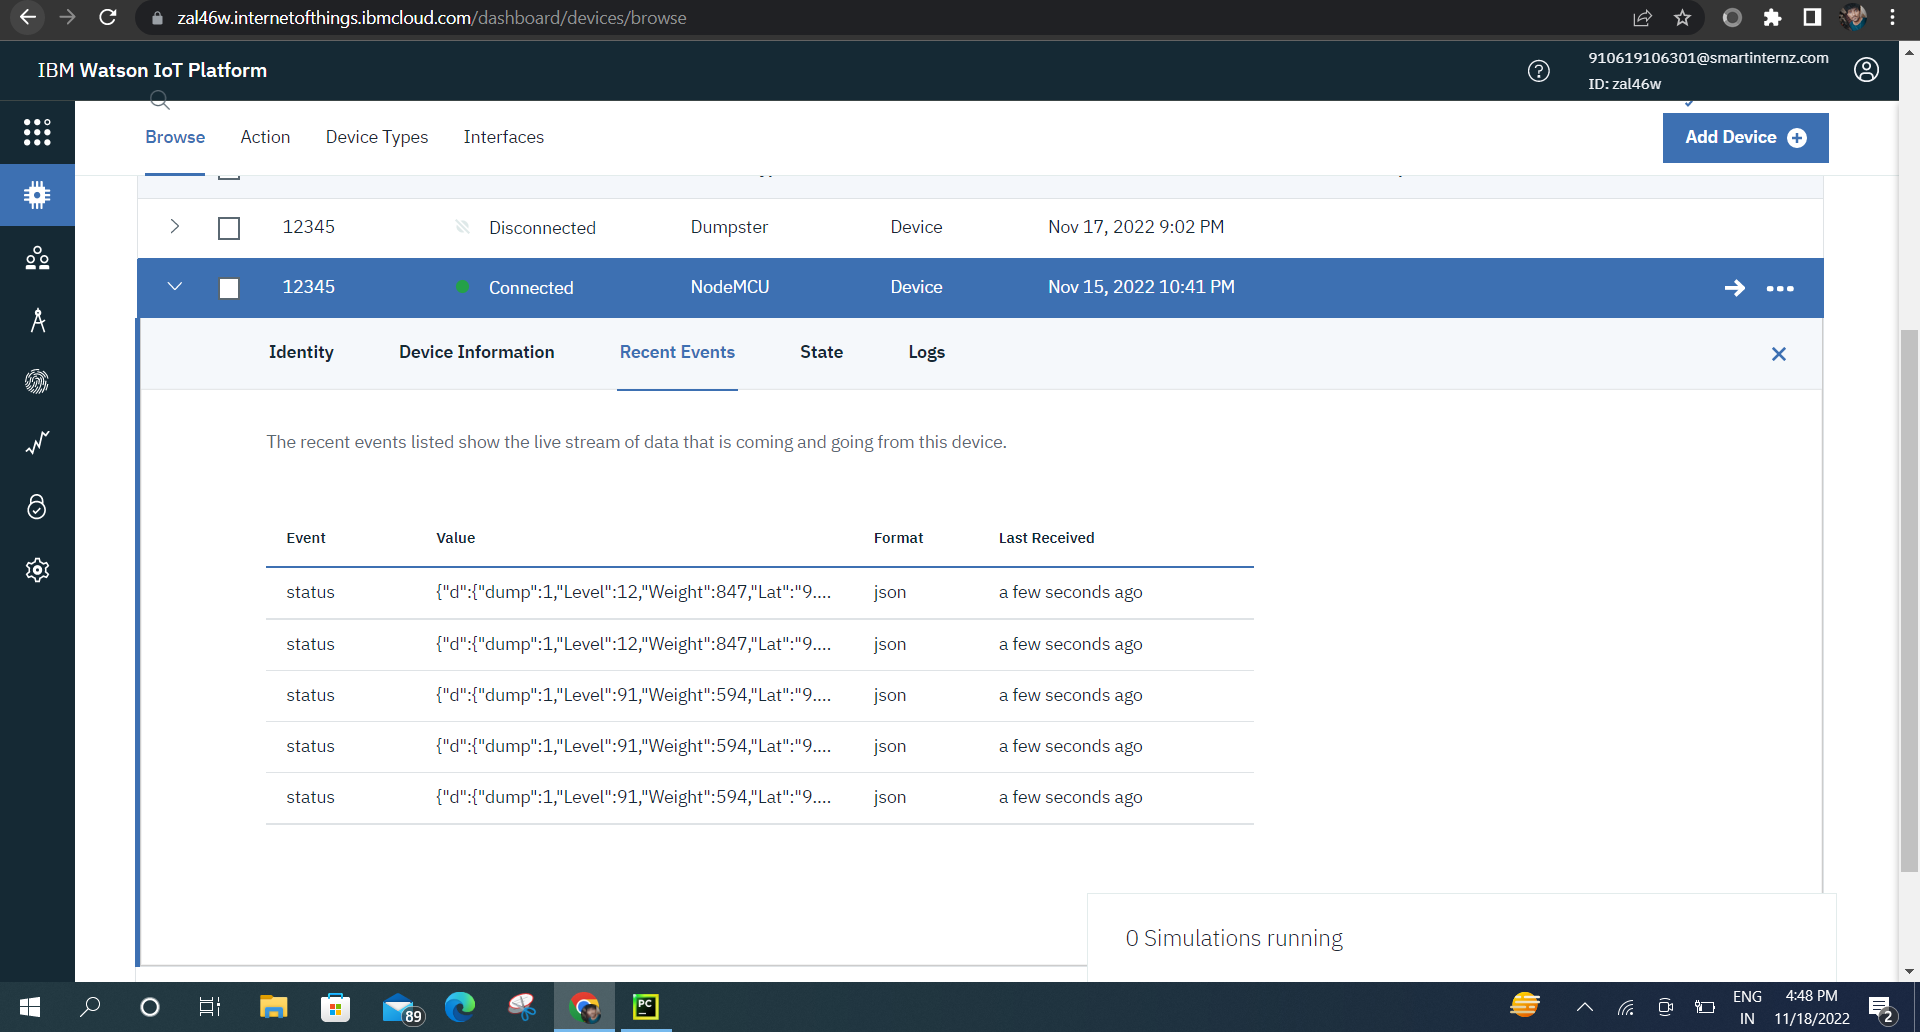 zal46w.internetofthings.ibmcloud.com/dashboard/devices/browse
IBM Watson IoT Platform
910619106301@smartinternz.com
ID: zal46w
Browse Action Device Types Interfaces
Add Device
12345 Disconnected Dumpster Device Nov 17, 2022 9:02 PM
12345 Connected NodeMCU Device Nov 15, 2022 10:41 PM
Identity Device Information Recent Events State Logs
The recent events listed show the live stream of data that is coming and going from this device.
Event Value Format Last Received
status {"d":{"dump":1,"Level":12,"Weight":847,"Lat":"9.... json a few seconds ago
status {"d":{"dump":1,"Level":12,"Weight":847,"Lat":"9.... json a few seconds ago
status {"d":{"dump":1,"Level":91,"Weight":594,"Lat":"9.... json a few seconds ago
status {"d":{"dump":1,"Level":91,"Weight":594,"Lat":"9.... json a few seconds ago
status {"d":{"dump":1,"Level":91,"Weight":594,"Lat":"9.... json a few seconds ago
0 Simulations running
89
PC
ENG
IN
4:48 PM
11/18/2022
2